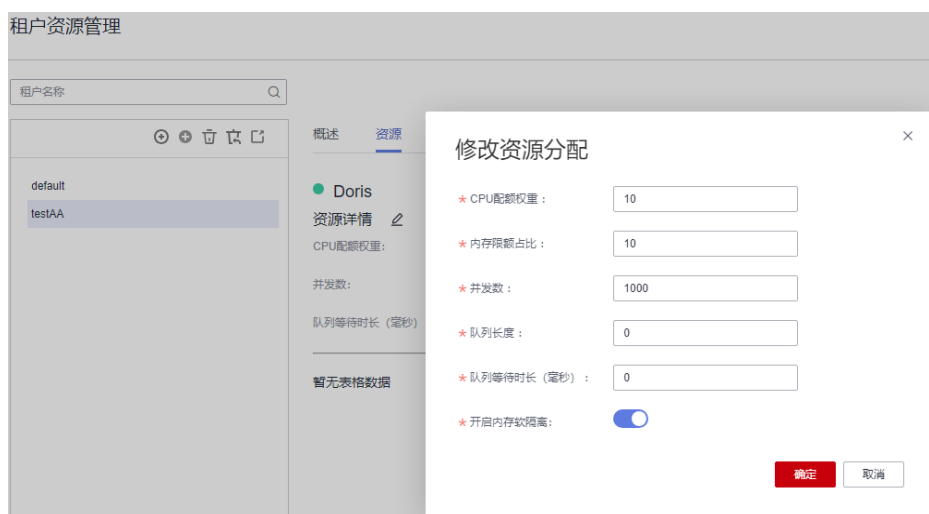 租户资源管理
租户名称
default
testAA
概述 资源
Doris
资源详情
CPU配额权重:
并发数:
队列等待时长（毫秒）
暂无表格数据
修改资源分配
* CPU配额权重： 10
* 内存限额占比： 10
* 并发数： 1000
* 队列长度： 0
* 队列等待时长（毫秒）： 0
* 开启内存软隔离:
确定 取消